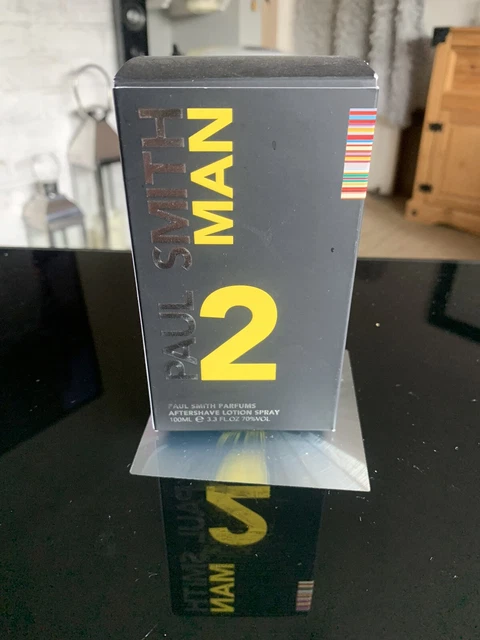 PAUL SMITH
MAN
2
PAUL SMITH PARFUMS
AFTERSHAVE LOTION SPRAY
100ML ℮ 3.3 FL.OZ 70%VOL